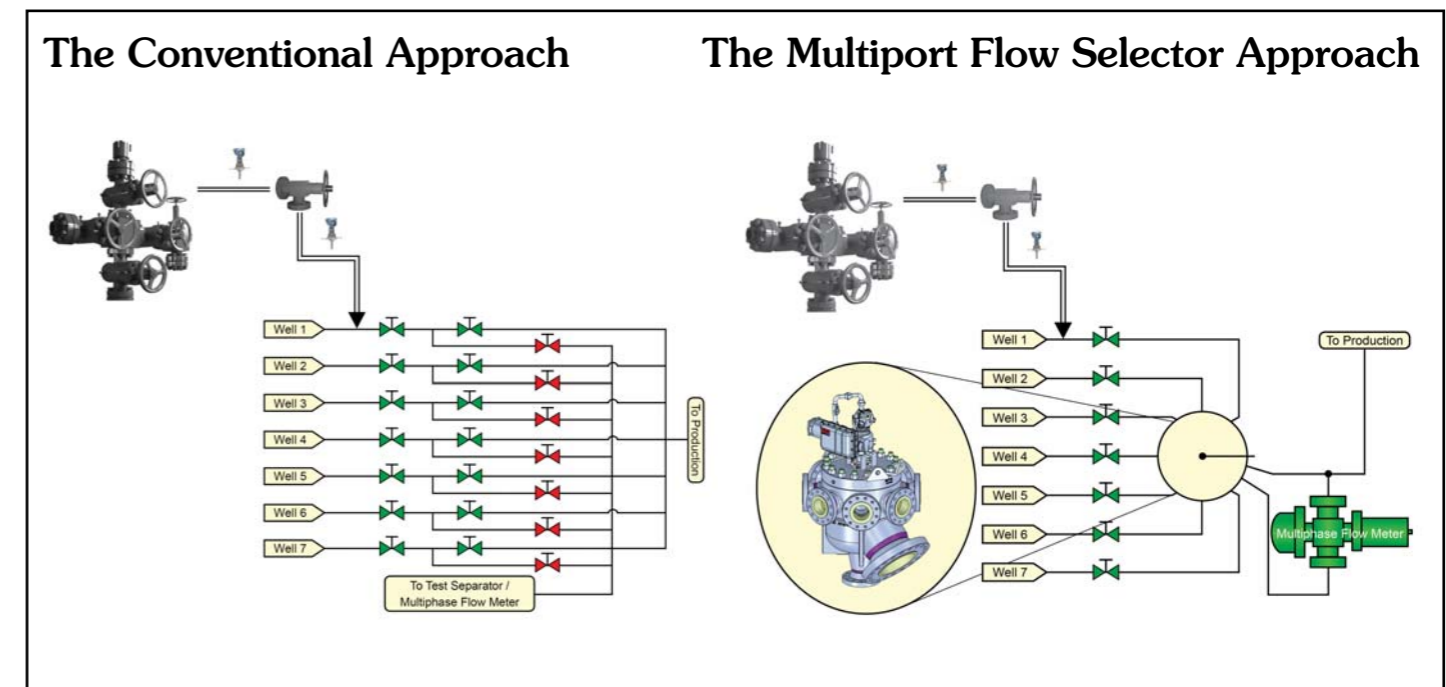 The Conventional Approach
Well 1
Well 2
Well 3
Well 4
Well 5
Well 6
Well 7
To Production
To Test Separator /
Multiphase Flow Meter
The Multiport Flow Selector Approach
Well 1
Well 2
Well 3
Well 4
Well 5
Well 6
Well 7
To Production
Multiphase Flow Meter